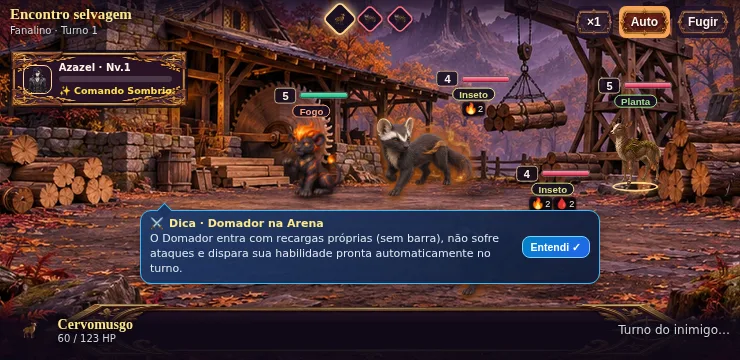 Encontro selvagem
Fanalino · Turno 1
×1
Auto
Fugir
Azazel · Nv.1
✨ Comando Sombrio:
5
Fogo
4
Inseto
2
5
Planta
4
Inseto
2 2
⚔️ Dica · Domador na Arena
O Domador entra com recargas próprias (sem barra), não sofre
ataques e dispara sua habilidade pronta automaticamente no
turno.
Entendi ✓
Cervomusgo
60 / 123 HP
Turno do inimigo…